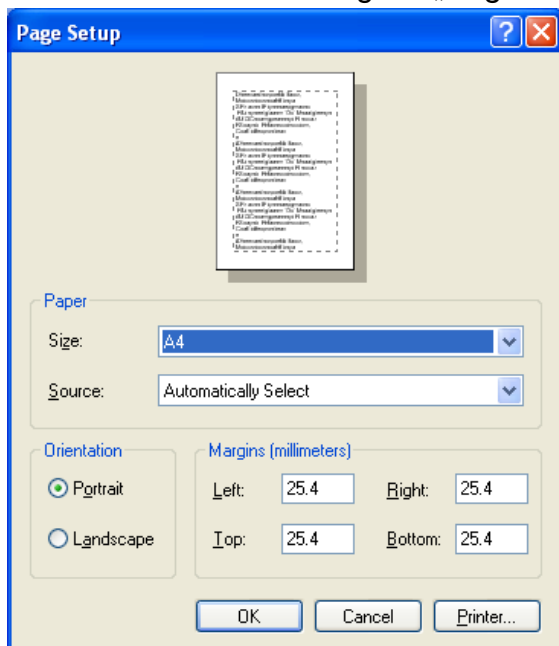 Page Setup
Paper
Size: A4
Source: Automatically Select
Orientation
Portrait
Landscape
Margins (millimeters)
Left: 25.4 Right: 25.4
Top: 25.4 Bottom: 25.4
OK Cancel Printer...